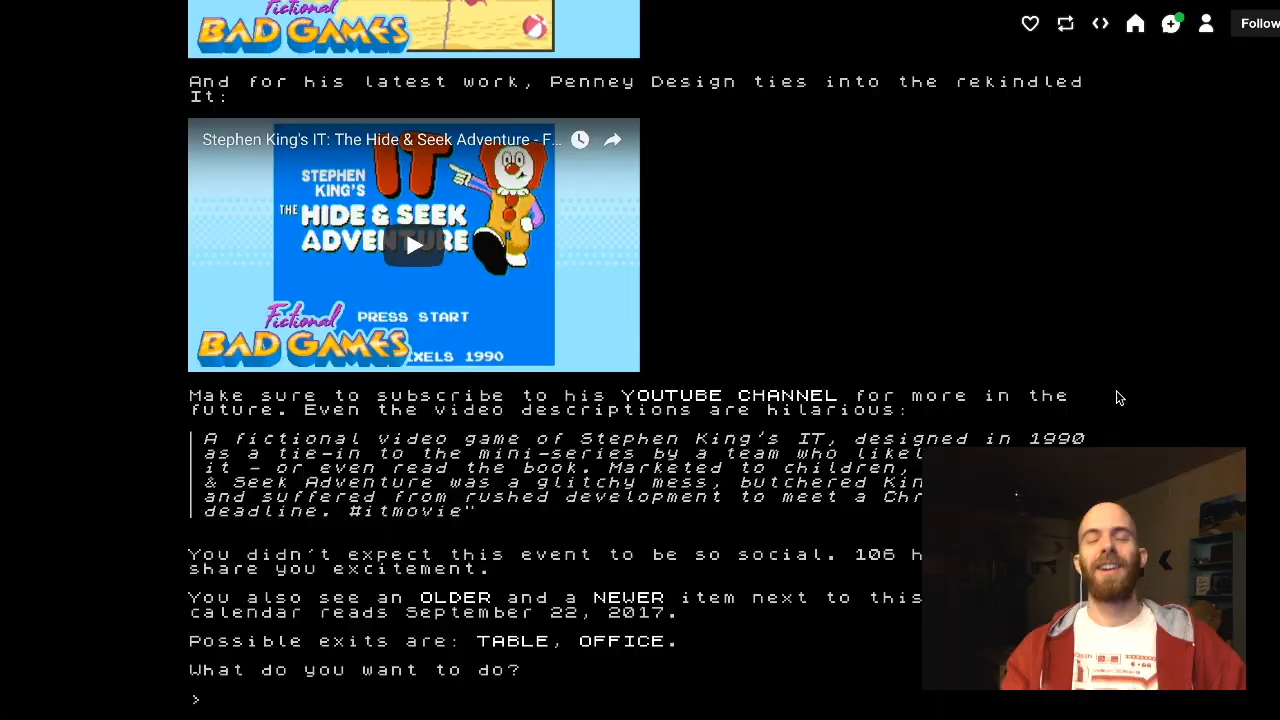 Follow
Fictional
BAD GAMES
And for his latest work, Penney Design ties into the rekindled
It:
Stephen King's IT: The Hide & Seek Adventure - F...
IT
STEPHEN
KING'S
THE HIDE & SEEK
ADVENTURE
PRESS START
Fictional
BAD GAMES
1990
Make sure to subscribe to his YOUTUBE CHANNEL for more in the
future. Even the video descriptions are hilarious:
A fictional video game of Stephen King's IT, designed in 1990
as a tie-in to the mini-series by a team who
it - or even read the book. Marketed to children,
& Seek Adventure was a glitchy mess, butchered
and suffered from rushed development to meet a
deadline. #itmovie"
You didn't expect this event to be so social. 106
share you excitement.
You also see an OLDER and a NEWER item next to this
calendar reads September 22, 2017.
Possible exits are: TABLE, OFFICE.
What do you want to do?
>